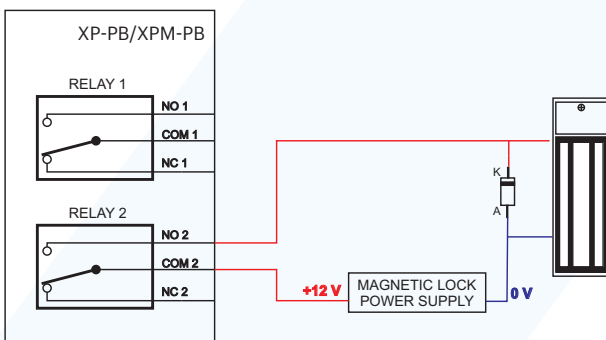 XP-PB/XPM-PB
RELAY 1
NO 1
COM 1
NC 1
RELAY 2
NO 2
COM 2
NC 2
K
A
+12 V
MAGNETIC LOCK
POWER SUPPLY
0 V